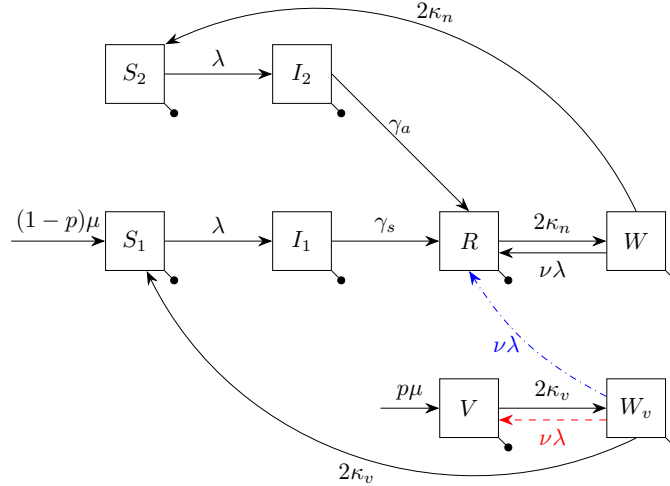 2κ_n
S_2
λ
I_2
γ_a
(1 − p)μ
S_1
λ
I_1
γ_s
R
2κ_n
νλ
W
νλ
pμ
V
2κ_v
νλ
W_v
2κ_v